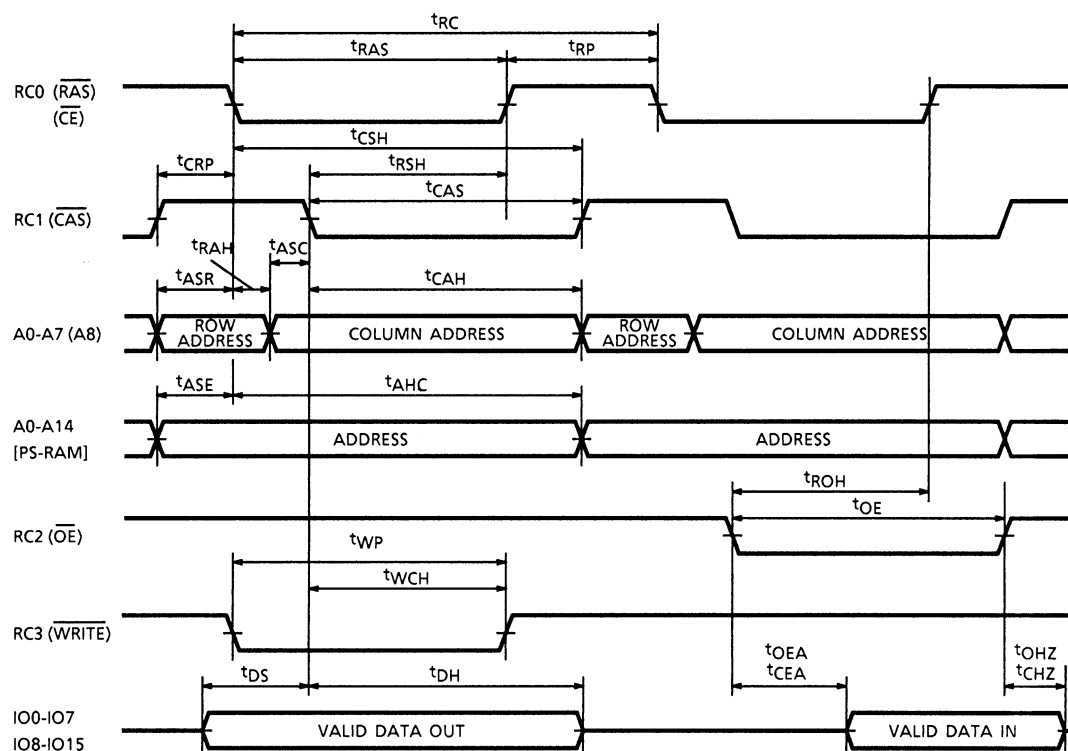 tRC
tRAS
tRP
RC0 (RAS)
(CE)
tCSH
tCRP
tRSH
tCAS
RC1 (CAS)
tRAH
tASC
tASR
tCAH
A0-A7 (A8)
ROW ADDRESS
COLUMN ADDRESS
ROW ADDRESS
COLUMN ADDRESS
tASE
tAHC
A0-A14
[PS-RAM]
ADDRESS
ADDRESS
tROH
tOE
RC2 (OE)
tWP
tWCH
RC3 (WRITE)
tOEA
tCEA
tOHZ
tCHZ
tDS
tDH
IO0-IO7
IO8-IO15
VALID DATA OUT
VALID DATA IN